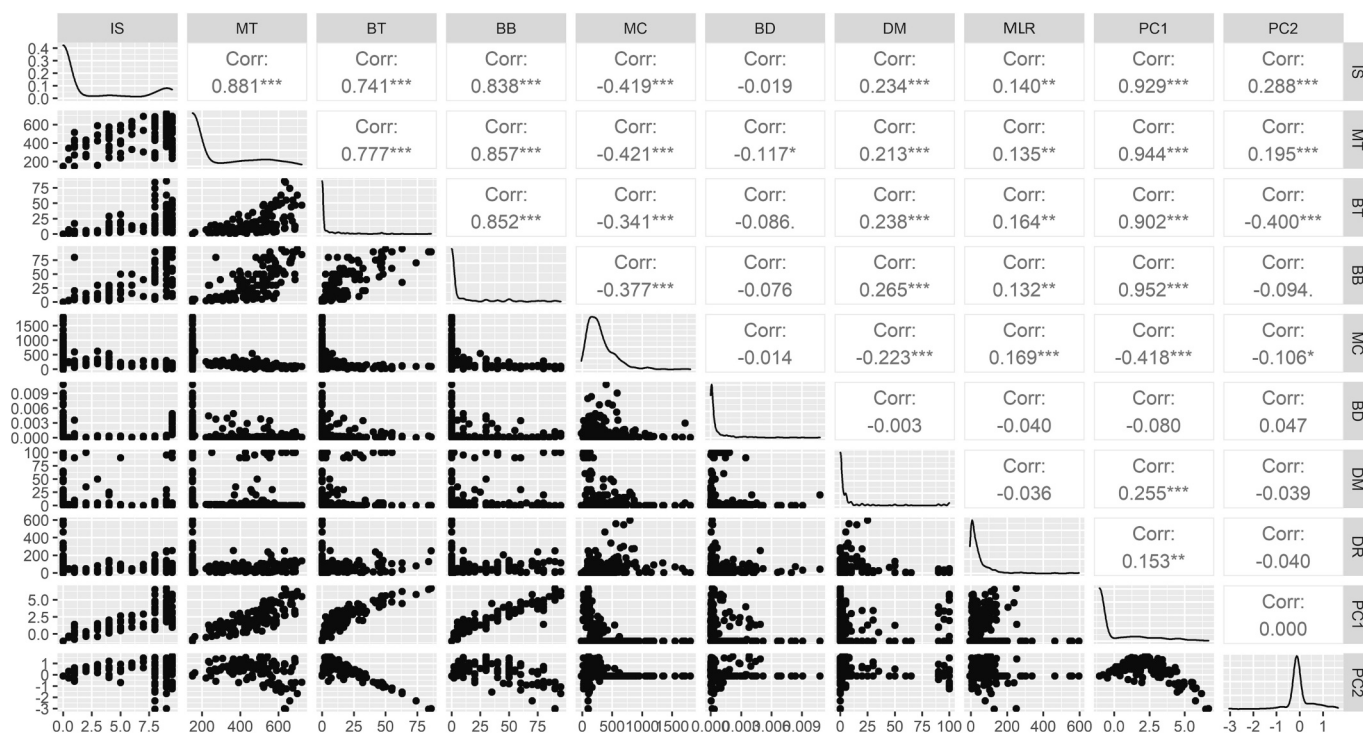 IS MT BT BB MC BD DM MLR PC1 PC2
0.4
0.3
0.2
0.1
0.0
Corr: Corr: Corr: Corr: Corr: Corr: Corr: Corr: Corr:
0.881*** 0.741*** 0.838*** -0.419*** -0.019 0.234*** 0.140** 0.929*** 0.288***
IS
600
400
200
Corr: Corr: Corr: Corr: Corr: Corr: Corr: Corr:
0.777*** 0.857*** -0.421*** -0.117* 0.213*** 0.135** 0.944*** 0.195***
MT
75
50
25
0
Corr: Corr: Corr: Corr: Corr: Corr: Corr:
0.852*** -0.341*** -0.086. 0.238*** 0.164** 0.902*** -0.400***
BT
75
50
25
0
Corr: Corr: Corr: Corr: Corr: Corr:
-0.377*** -0.076 0.265*** 0.132** 0.952*** -0.094.
BB
1500
1000
500
0
Corr: Corr: Corr: Corr: Corr:
-0.014 -0.223*** 0.169*** -0.418*** -0.106*
MC
0.009
0.006
0.003
0.000
Corr: Corr: Corr: Corr:
-0.003 -0.040 -0.080 0.047
BD
100
75
50
25
0
Corr: Corr: Corr:
-0.036 0.255*** -0.039
DM
600
400
200
0
Corr: Corr:
0.153** -0.040
DR
5.0
2.5
0.0
Corr:
0.000
PC1
1
0
-1
-2
-3
PC2
0.0 2.5 5.0 7.5 200 400 600 0 25 50 75 0 25 50 75 0 500 1000 1500 0.000 0.003 0.006 0.009 0 25 50 75 100 0 200 400 600 0.0 2.5 5.0 -3 -2 -1 0 1